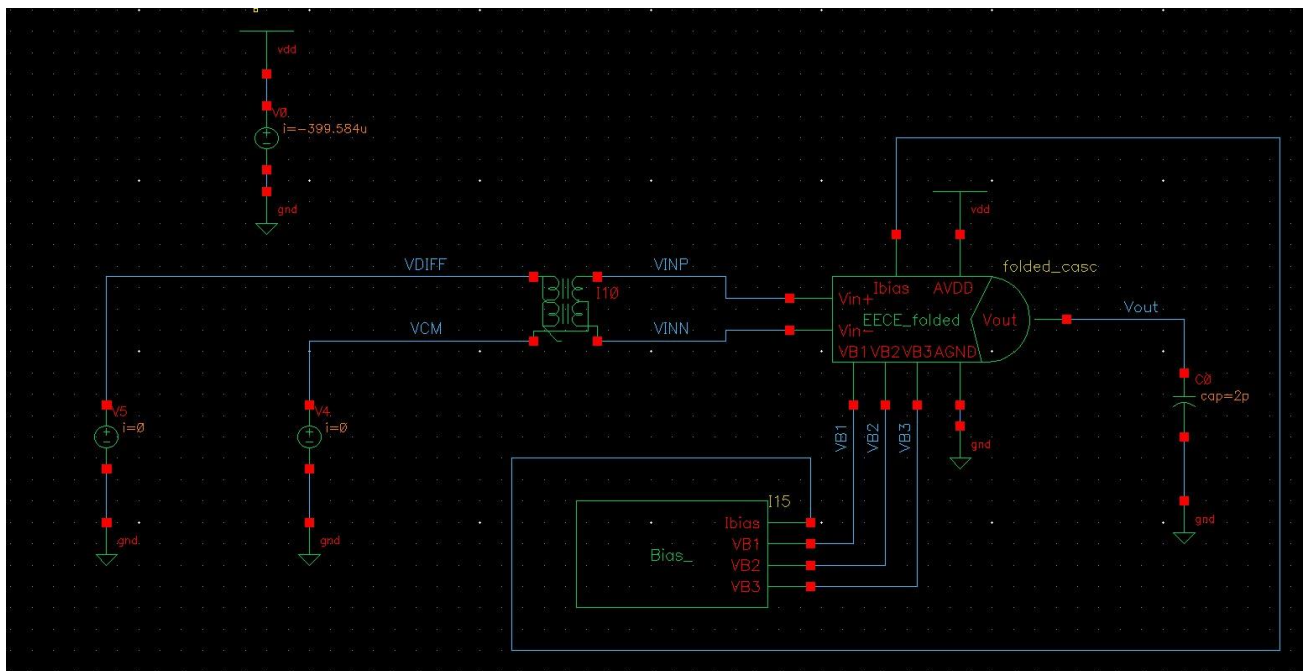 vdd
V0
i=-399.584u
gnd
vdd
folded_casc
VDIFF
VINP
I10
VCM
VINN
Ibias
AVDD
Vin+
EECE_folded
Vout
Vin-
VB1 VB2 VB3 AGND
Vout
C0
cap=2p
V5
i=0
V4
i=0
VB1
VB2
VB3
gnd
I15
Ibias
VB1
Bias_
VB2
VB3
gnd
gnd
gnd